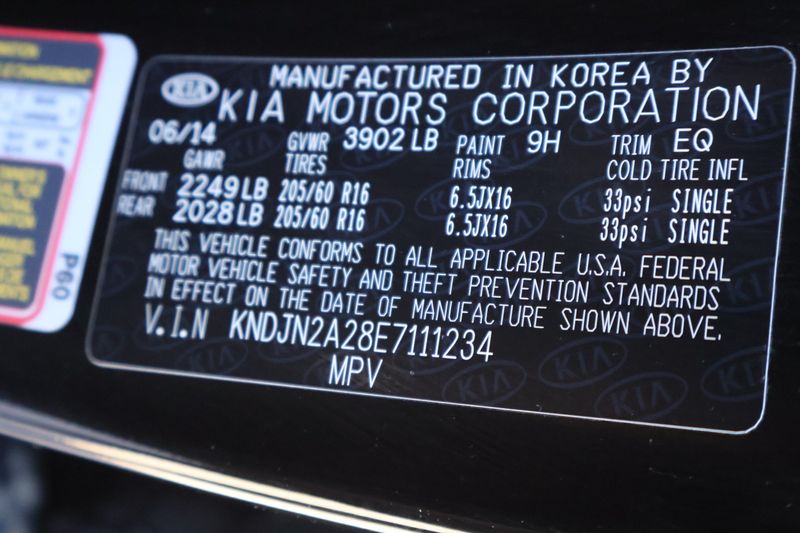 KIA MANUFACTURED IN KOREA BY
KIA MOTORS CORPORATION
06/14 GVWR 3902 LB PAINT 9H TRIM EQ
GAWR TIRES RIMS COLD TIRE INFL
FRONT 2249 LB 205/60 R16 6.5JX16 33psi SINGLE
REAR 2028 LB 205/60 R16 6.5JX16 33psi SINGLE
THIS VEHICLE CONFORMS TO ALL APPLICABLE U.S.A. FEDERAL
MOTOR VEHICLE SAFETY AND THEFT PREVENTION STANDARDS
IN EFFECT ON THE DATE OF MANUFACTURE SHOWN ABOVE.
V.I.N KNDJN2A28E7111234
MPV
P60